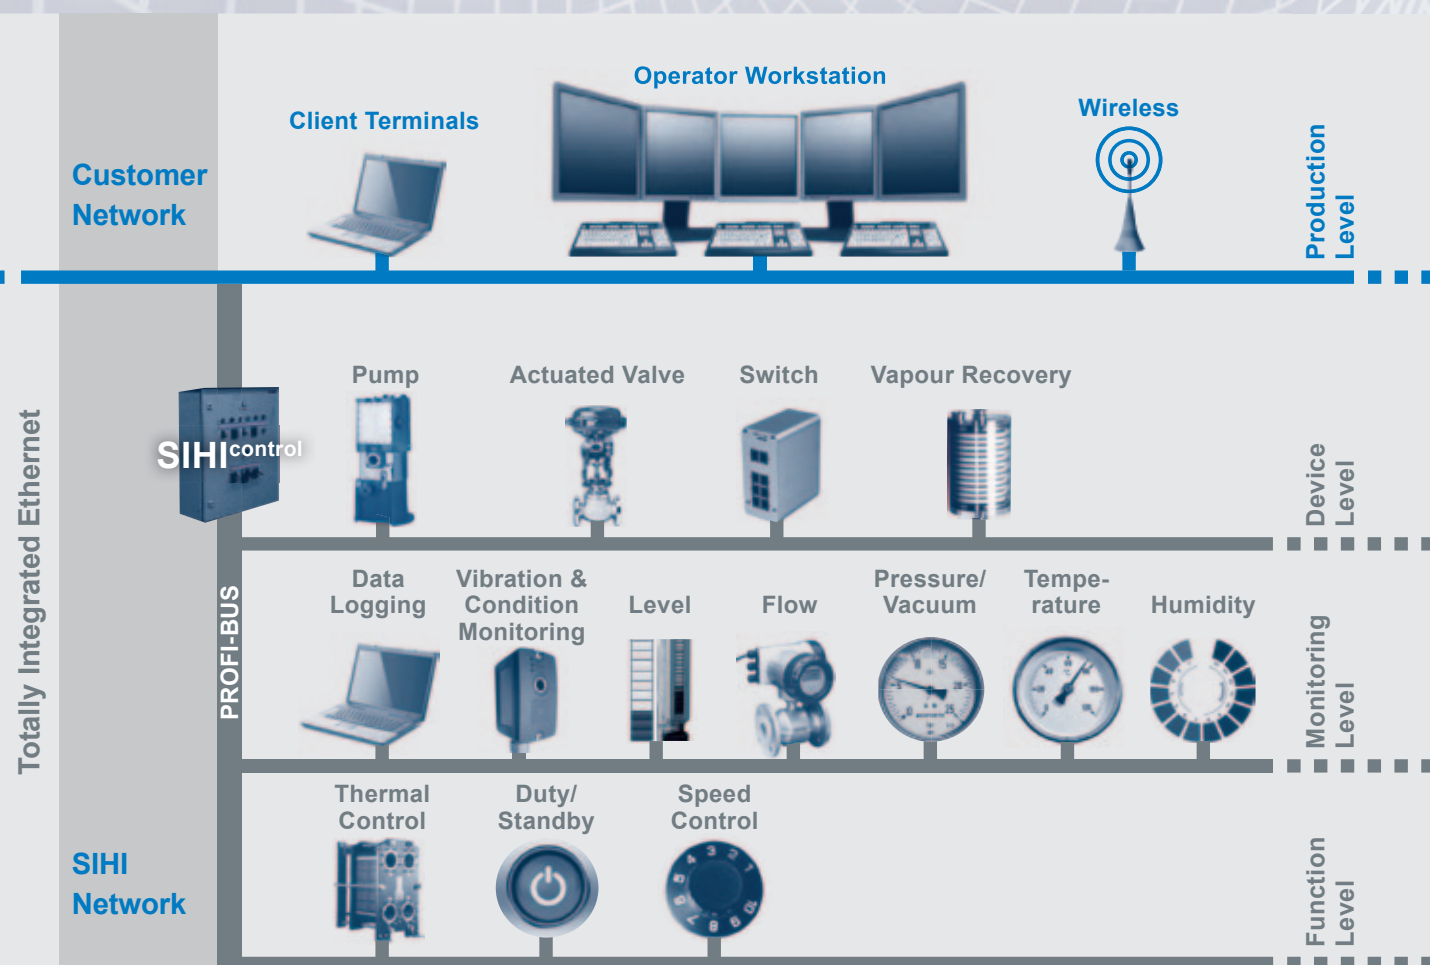 Operator Workstation
Client Terminals
Wireless
Customer
Network
Production
Level
Pump
Actuated Valve
Switch
Vapour Recovery
SIHIcontrol
Device
Level
Totally Integrated Ethernet
PROFI-BUS
Data
Logging
Vibration &
Condition
Monitoring
Level
Flow
Pressure/
Vacuum
Tempe-
rature
Humidity
Monitoring
Level
Thermal
Control
Duty/
Standby
Speed
Control
SIHI
Network
Function
Level